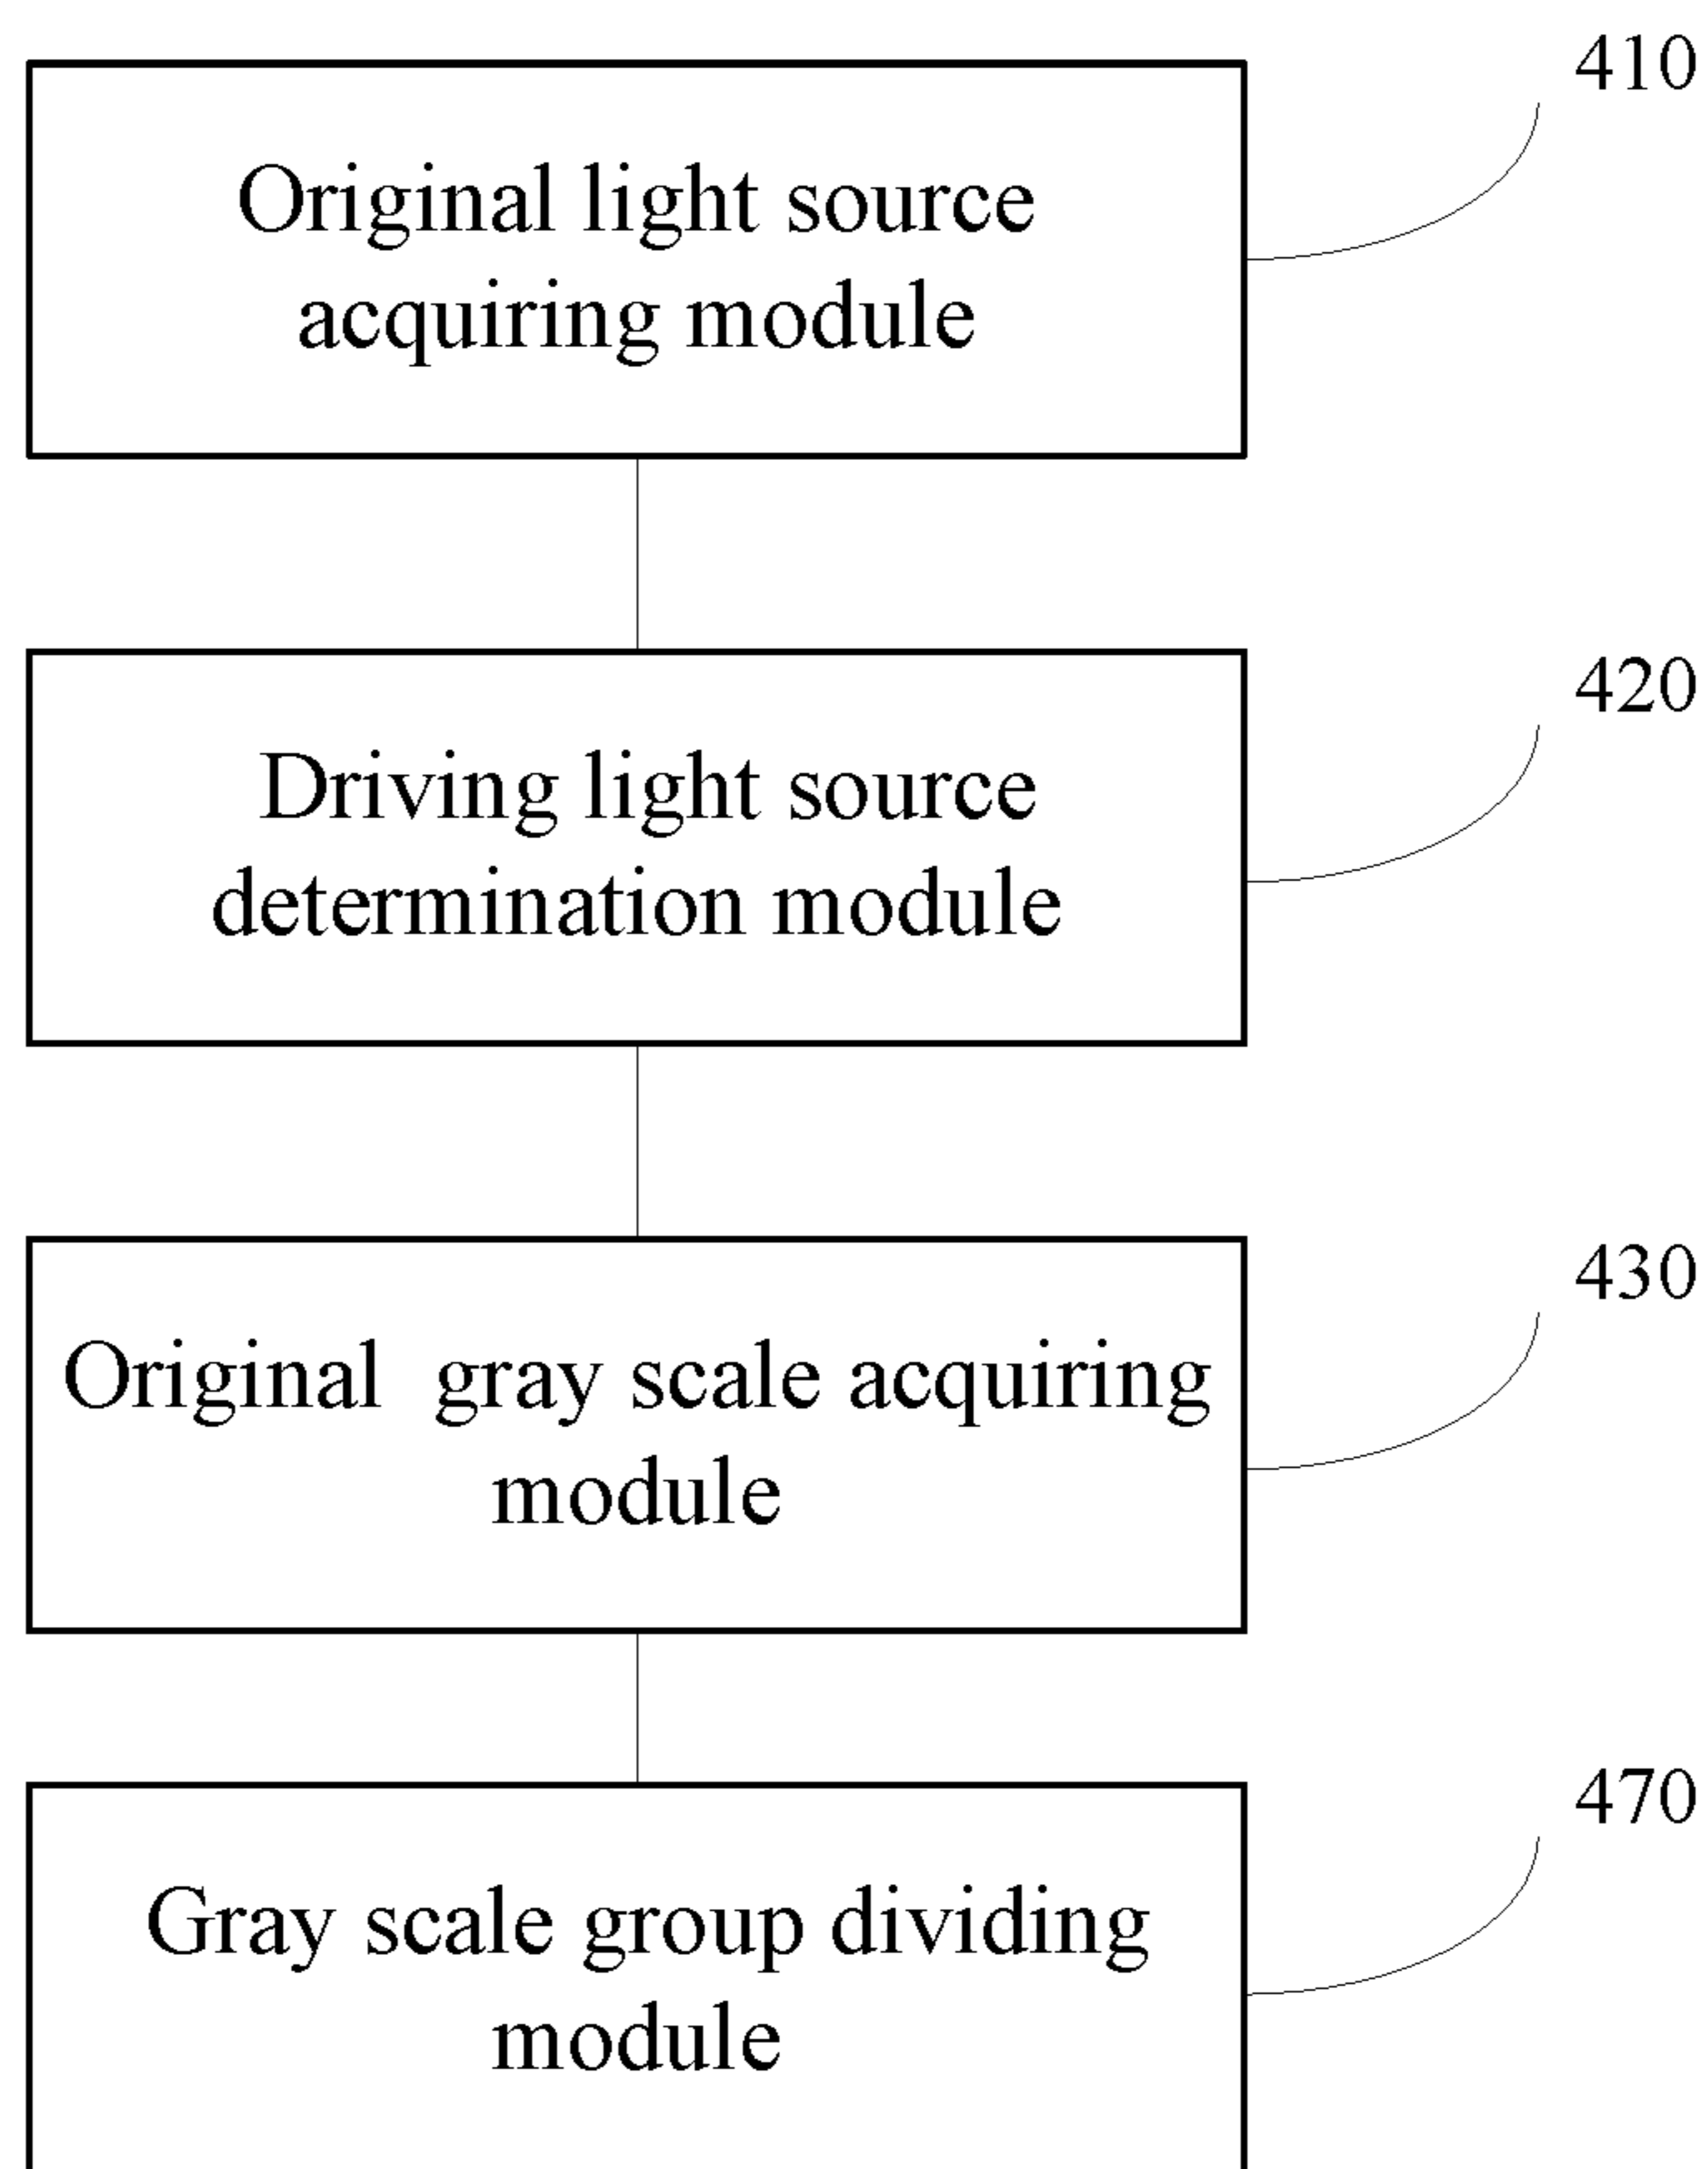 410
Original light source
acquiring module
420
Driving light source
determination module
430
Original gray scale acquiring
module
470
Gray scale group dividing
module